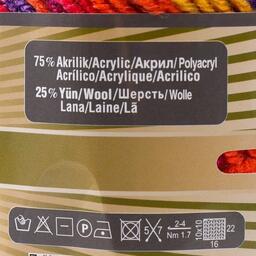 75% Akrilik/Acrylic/Акрил/Polyacryl
Acrílico/Acrylique/Acrilico
25% Yün/Wool/Шерсть/Wolle
Lana/Laine/Lã
P 5 7 2-4 Nm 1.7 10x10 22
16